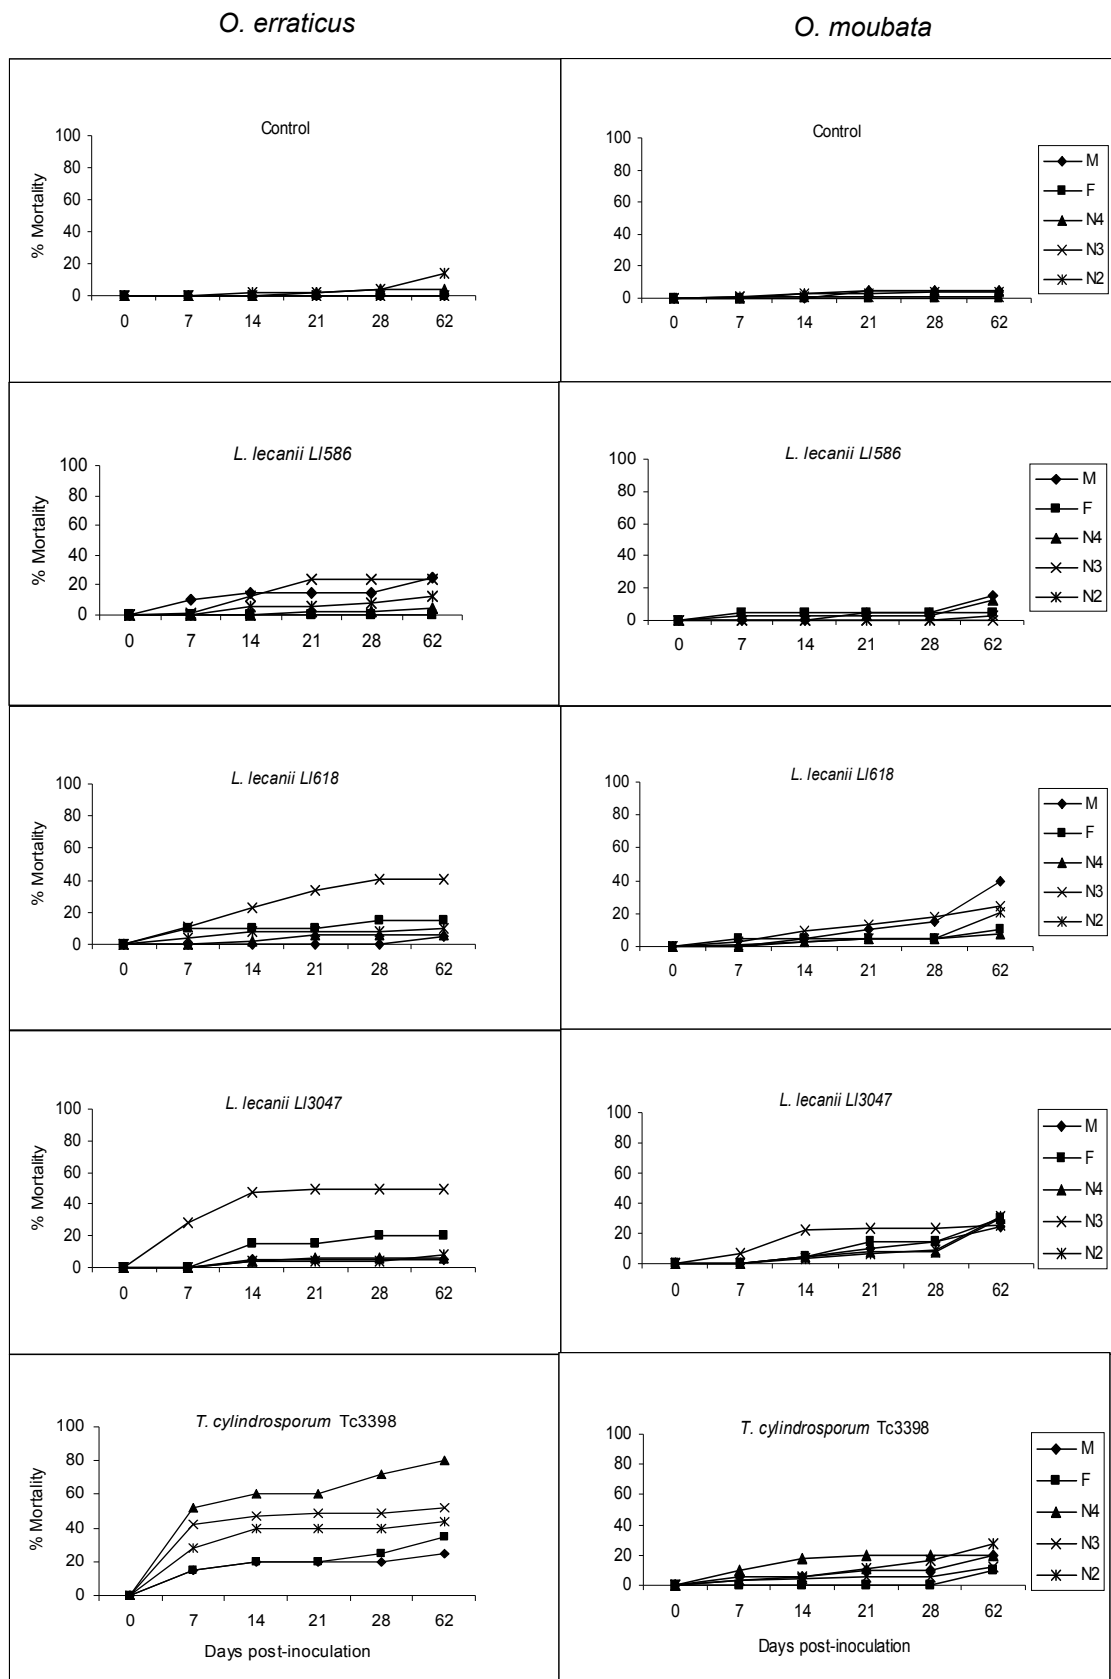 O. erraticus
O. moubata
Control
100
80
60
40
20
0
% Mortality
0 7 14 21 28 62
Control
100
80
60
40
20
0
0 7 14 21 28 62
M
F
N4
N3
N2
L. lecanii Ll586
100
80
60
40
20
0
% Mortality
0 7 14 21 28 62
L. lecanii Ll586
100
80
60
40
20
0
0 7 14 21 28 62
M
F
N4
N3
N2
L. lecanii Ll618
100
80
60
40
20
0
% Mortality
0 7 14 21 28 62
L. lecanii Ll618
100
80
60
40
20
0
0 7 14 21 28 62
M
F
N4
N3
N2
L. lecanii Ll3047
100
80
60
40
20
0
% Mortality
0 7 14 21 28 62
L. lecanii Ll3047
100
80
60
40
20
0
0 7 14 21 28 62
M
F
N4
N3
N2
T. cylindrosporum Tc3398
100
80
60
40
20
0
% Mortality
0 7 14 21 28 62
Days post-inoculation
T. cylindrosporum Tc3398
100
80
60
40
20
0
0 7 14 21 28 62
Days post-inoculation
M
F
N4
N3
N2